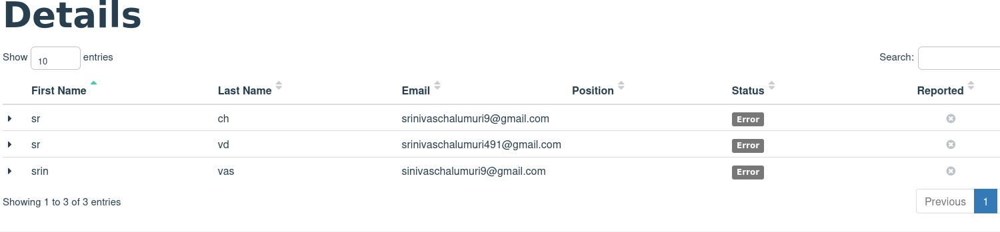 Details
Show 10 entries Search:
First Name Last Name Email Position Status Reported
sr ch srinivaschalumuri9@gmail.com Error
sr vd srinivaschalumuri491@gmail.com Error
srin vas sinivaschalumuri9@gmail.com Error
Showing 1 to 3 of 3 entries Previous 1